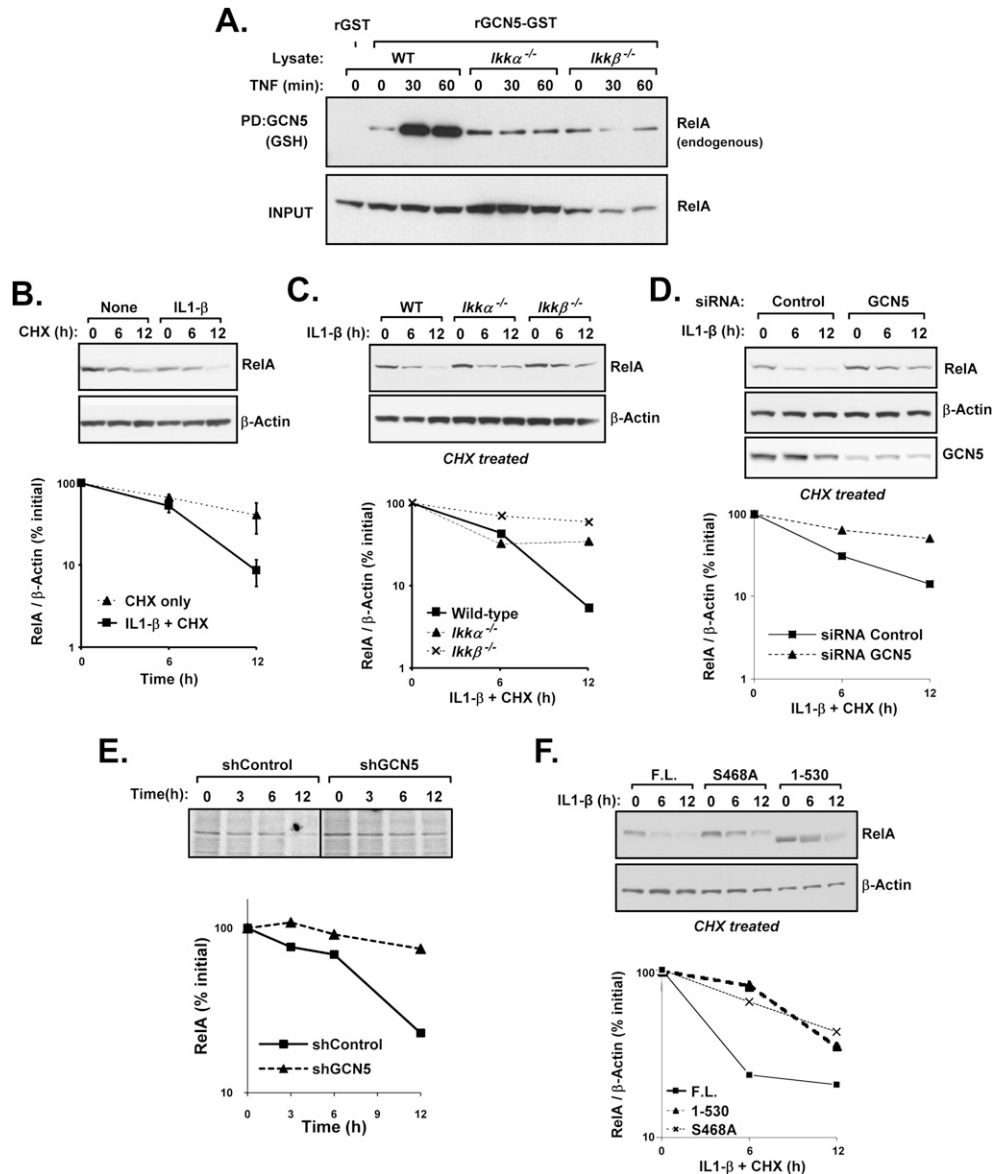 A.
rGST
rGCN5-GST
Lysate: WT Ikkα -/- Ikkβ -/-
TNF (min): 0 0 30 60 0 30 60 0 30 60
PD:GCN5 (GSH)
RelA (endogenous)
INPUT
RelA
B.
None IL1-β
CHX (h): 0 6 12 0 6 12
RelA
β-Actin
RelA / β-Actin (% initial)
100
10
1
CHX only
IL1-β + CHX
0 6 12
Time (h)
C.
WT Ikkα -/- Ikkβ -/-
IL1-β (h): 0 6 12 0 6 12 0 6 12
RelA
β-Actin
CHX treated
RelA / β-Actin (% initial)
100
10
1
Wild-type
Ikkα -/-
Ikkβ -/-
0 6 12
IL1-β + CHX (h)
D.
siRNA: Control GCN5
IL1-β (h): 0 6 12 0 6 12
RelA
β-Actin
GCN5
CHX treated
RelA / β-Actin (% initial)
100
10
1
siRNA Control
siRNA GCN5
0 6 12
IL1-β + CHX (h)
E.
shControl shGCN5
Time(h): 0 3 6 12 0 3 6 12
RelA (% initial)
100
10
shControl
shGCN5
0 3 6 9 12
Time (h)
F.
F.L. S468A 1-530
IL1-β (h): 0 6 12 0 6 12 0 6 12
RelA
β-Actin
CHX treated
RelA / β-Actin (% initial)
100
10
F.L.
1-530
S468A
0 6 12
IL1-β + CHX (h)